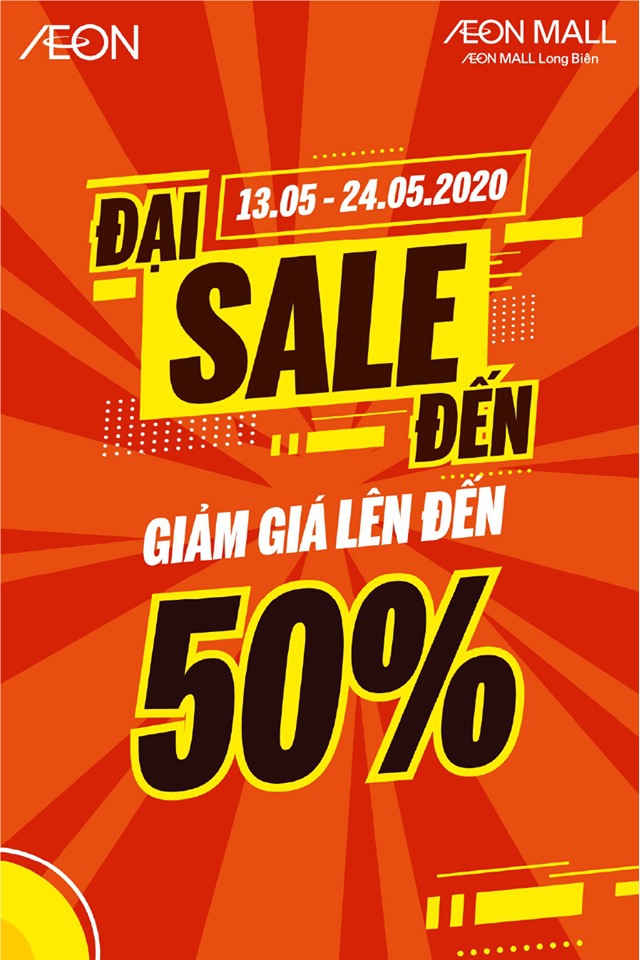 ÆON
ÆON MALL
ÆON MALL Long Biên
13.05 - 24.05.2020
ĐẠI
SALE
ĐẾN
GIẢM GIÁ LÊN ĐẾN
50%